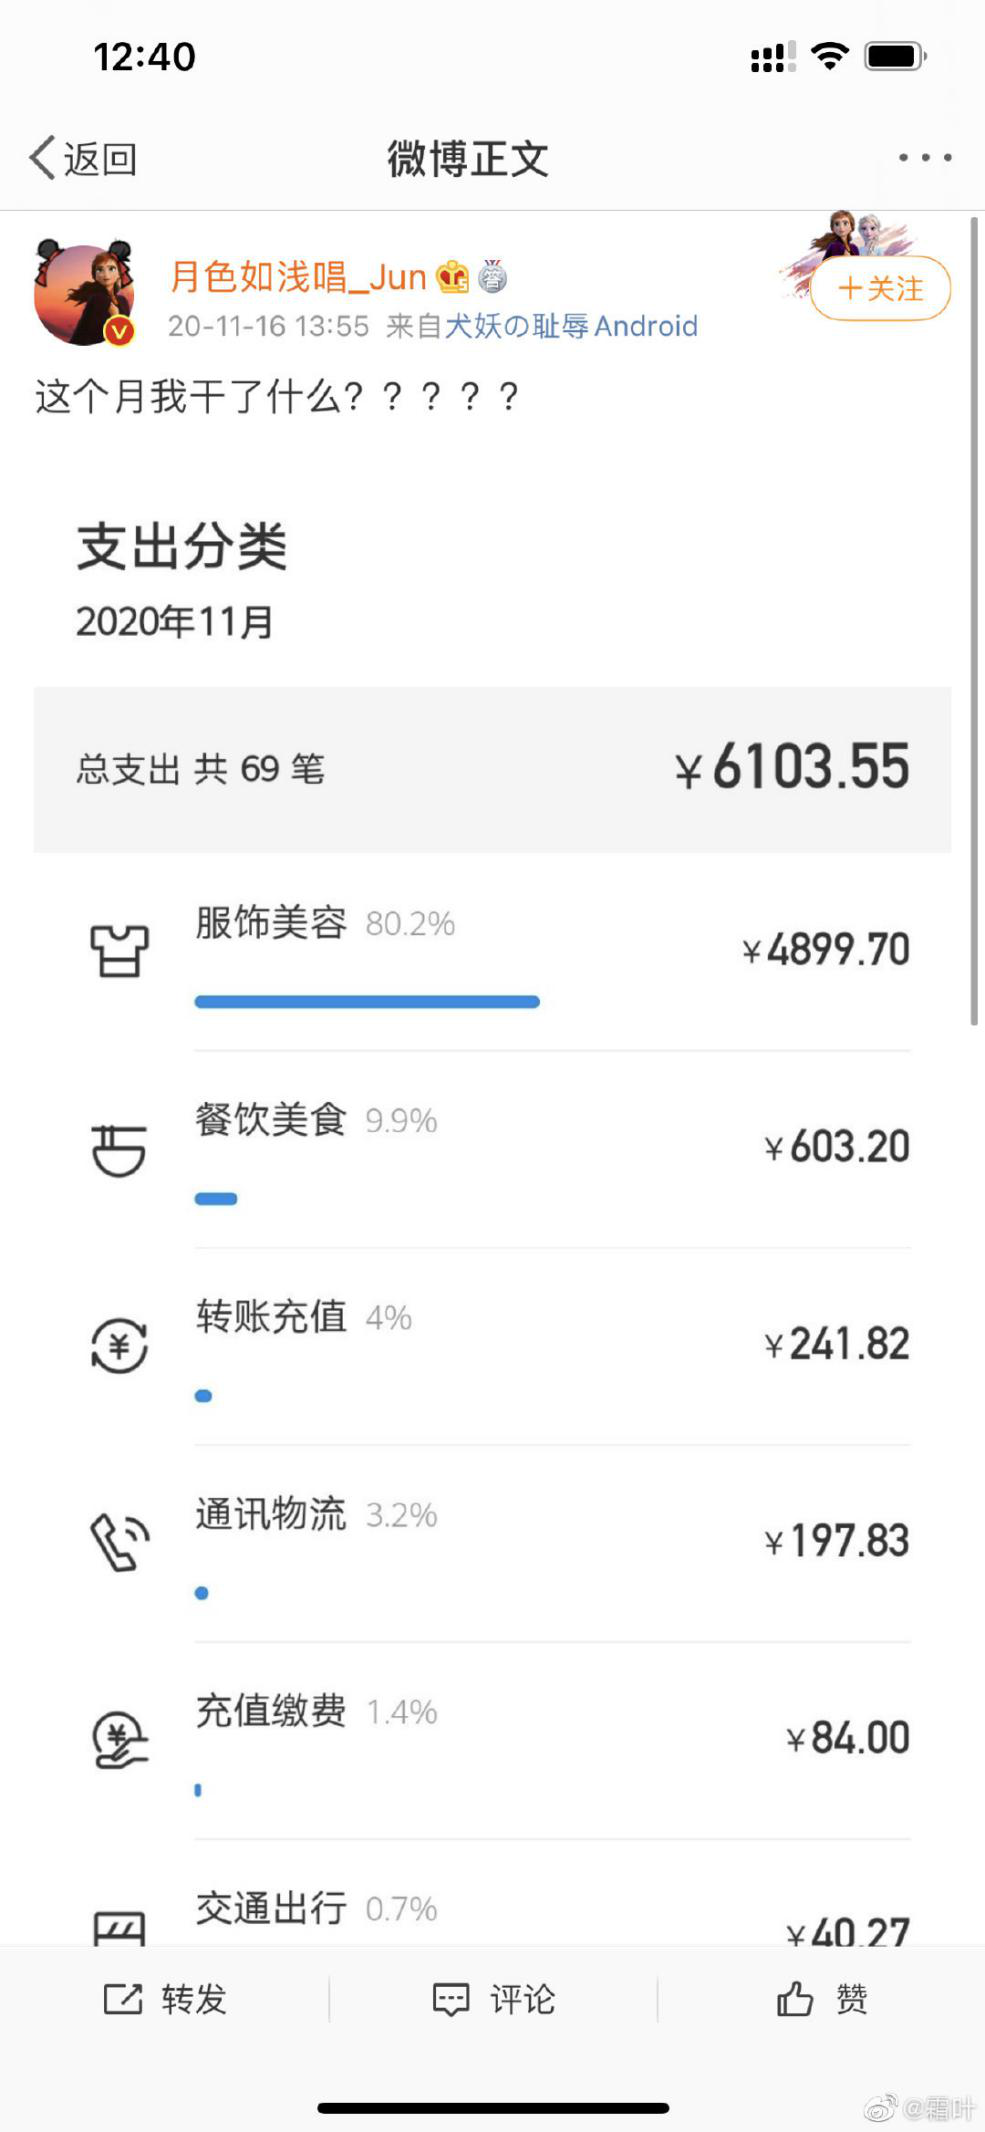 12:40
返回
微博正文
月色如浅唱_Jun
答
+关注
20-11-16 13:55 来自犬妖の耻辱Android
这个月我干了什么？？？？？
支出分类
2020年11月
总支出 共 69 笔
¥6103.55
服饰美容 80.2%
¥4899.70
餐饮美食 9.9%
¥603.20
转账充值 4%
¥241.82
通讯物流 3.2%
¥197.83
充值缴费 1.4%
¥84.00
交通出行 0.7%
¥40.27
转发
评论
赞
@霜叶